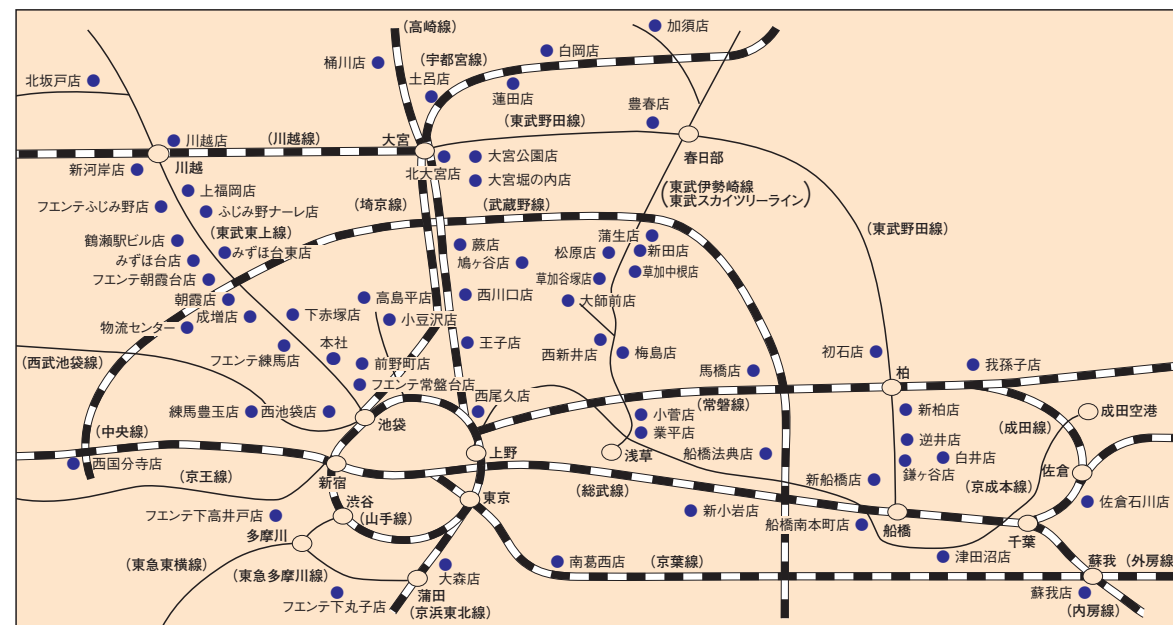 （高崎線）
加須店
（宇都宮線）
白岡店
桶川店
土呂店
蓮田店
北坂戸店
豊春店
（東武野田線）
川越店
（川越線）
大宮
大宮公園店
春日部
新河岸店
川越
北大宮店
大宮堀の内店
上福岡店
（東武伊勢崎線
東武スカイツリーライン）
フエンテふじみ野店
ふじみ野ナーレ店
（埼京線）
（武蔵野線）
（東武東上線）
（東武野田線）
鶴瀬駅ビル店
みずほ台東店
みずほ台店
蕨店
鳩ヶ谷店
蒲生店
松原店
新田店
フエンテ朝霞台店
草加谷塚店
草加中根店
朝霞店
高島平店
西川口店
大師前店
成増店
下赤塚店
小豆沢店
物流センター
本社
王子店
西新井店
梅島店
初石店
（西武池袋線）
フエンテ練馬店
前野町店
馬橋店
柏
我孫子店
フエンテ常盤台店
西尾久店
（常磐線）
練馬豊玉店
西池袋店
池袋
小菅店
新柏店
成田空港
（中央線）
業平店
（成田線）
西国分寺店
上野
浅草
船橋法典店
逆井店
白井店
鎌ヶ谷店
佐倉
（京王線）
新宿
新船橋店
（京成本線）
渋谷
東京
（総武線）
フエンテ下高井戸店
（山手線）
新小岩店
船橋南本町店
船橋
佐倉石川店
多摩川
千葉
（東急東横線）
（東急多摩川線）
大森店
南葛西店
（京葉線）
津田沼店
蘇我
（外房線
フエンテ下丸子店
蒲田
（京浜東北線）
蘇我店
（内房線）